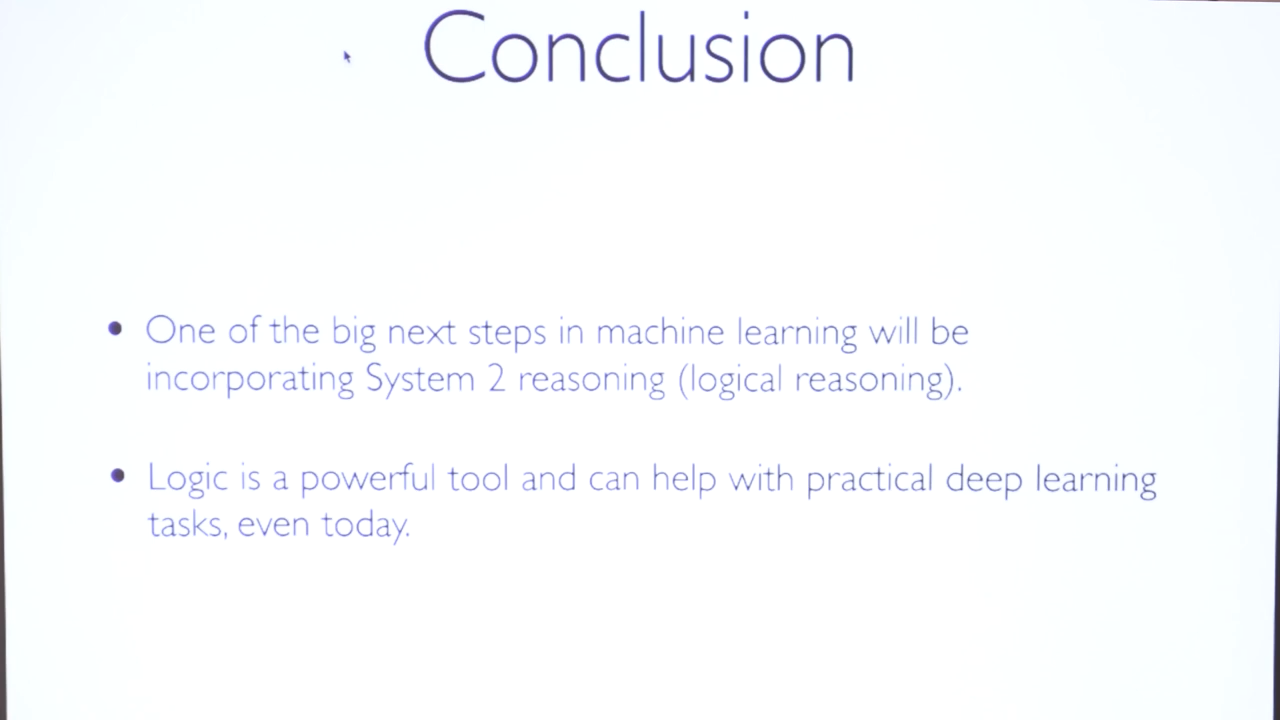 Conclusion
• One of the big next steps in machine learning will be
incorporating System 2 reasoning (logical reasoning).
• Logic is a powerful tool and can help with practical deep learning
tasks, even today.